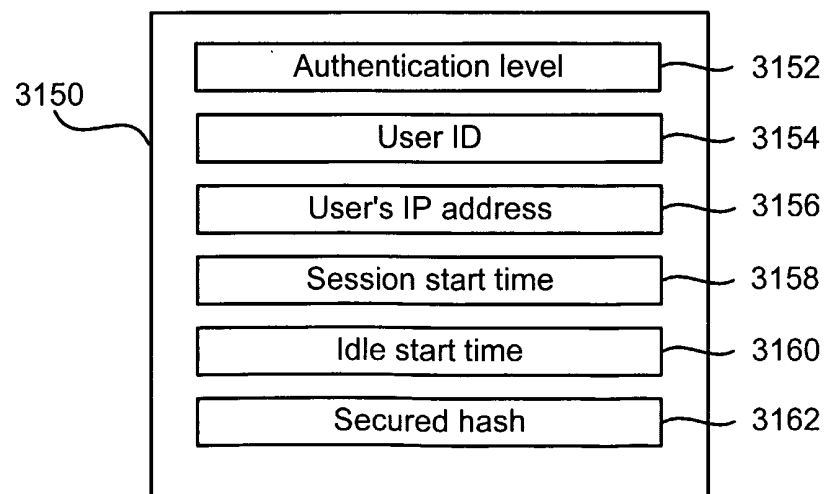 Authentication level 3152
3150
User ID 3154
User's IP address 3156
Session start time 3158
Idle start time 3160
Secured hash 3162